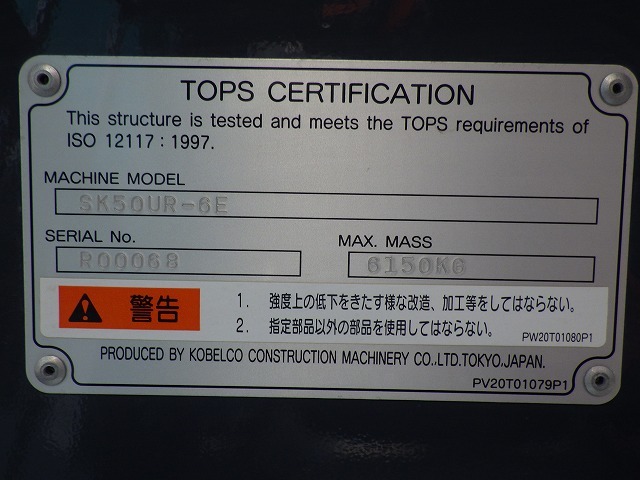 TOPS CERTIFICATION
This structure is tested and meets the TOPS requirements of
ISO 12117 : 1997.
MACHINE MODEL
SK50UR-6E
SERIAL No.
R00068
MAX. MASS
6150KG
警告
1. 強度上の低下をきたす様な改造、加工等をしてはならない。
2. 指定部品以外の部品を使用してはならない。
PW20T01080P1
PRODUCED BY KOBELCO CONSTRUCTION MACHINERY CO.,LTD.TOKYO,JAPAN.
PV20T01079P1